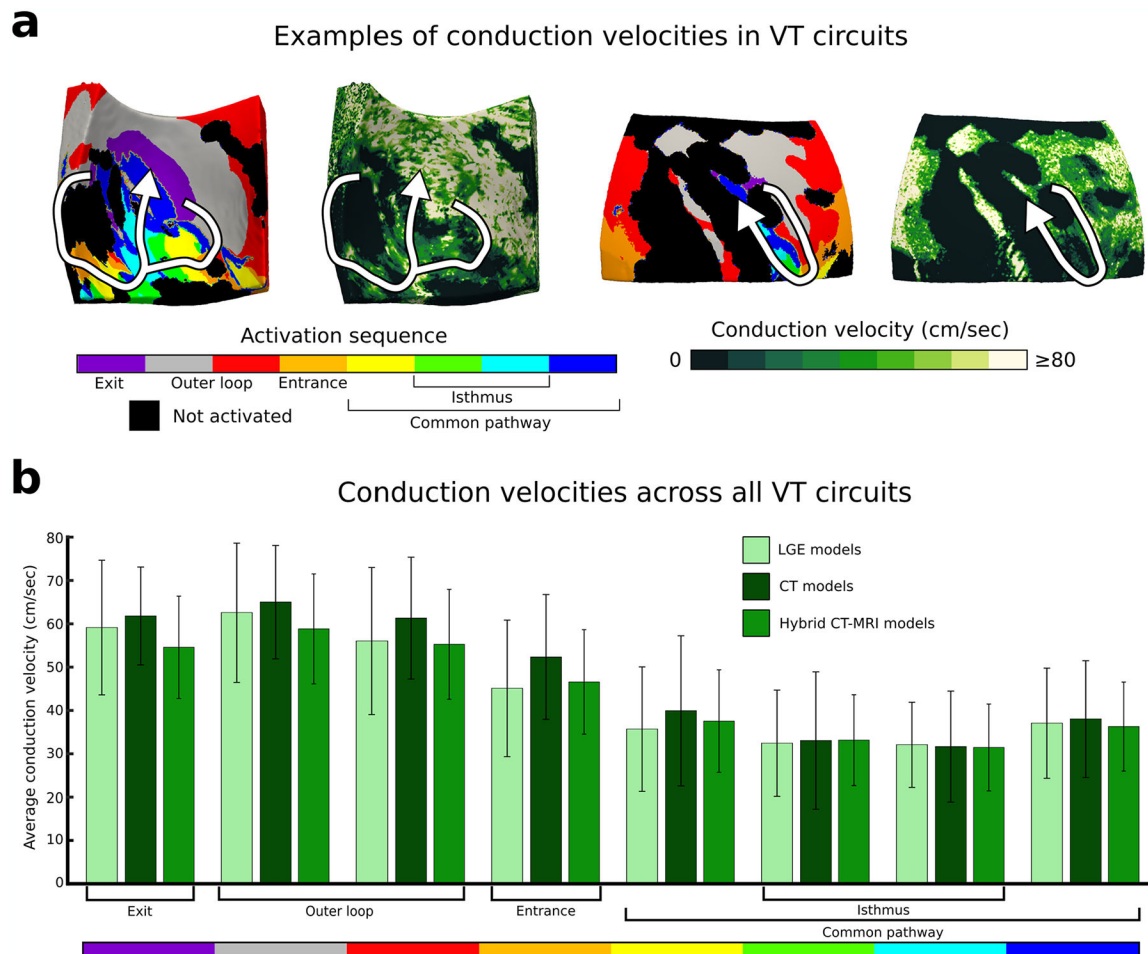 a
Examples of conduction velocities in VT circuits
Activation sequence
Exit Outer loop Entrance
Isthmus
Common pathway
Not activated
Conduction velocity (cm/sec)
0 ≥80
b
Conduction velocities across all VT circuits
Average conduction velocity (cm/sec)
80
70
60
50
40
30
20
10
0
LGE models
CT models
Hybrid CT-MRI models
Exit Outer loop Entrance Isthmus
Common pathway